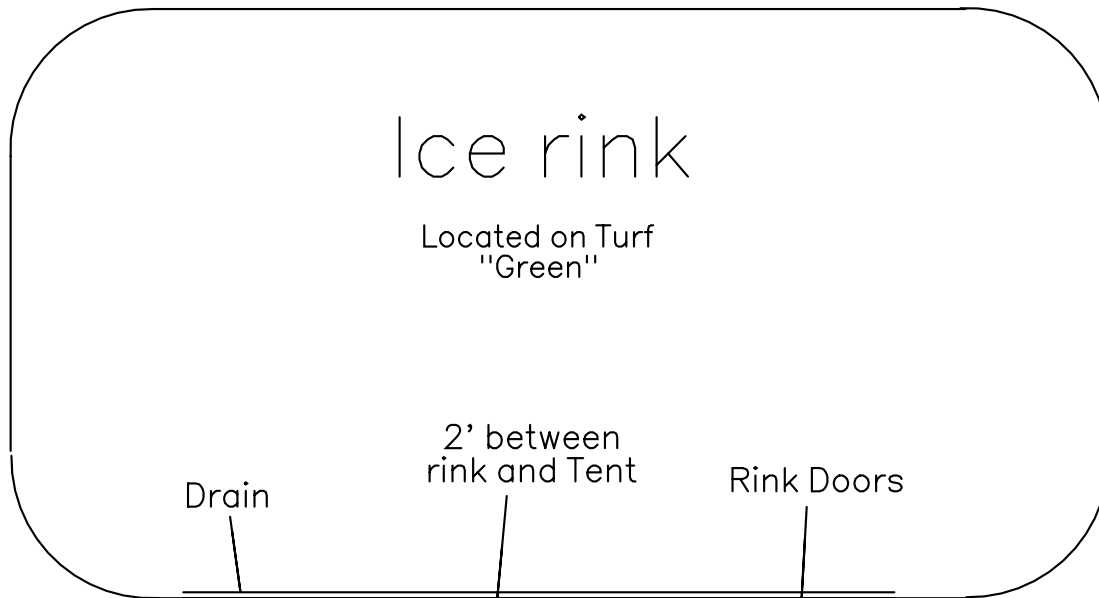 Ice rink
Located on Turf
"Green"
2' between
rink and Tent
Rink Doors
Drain